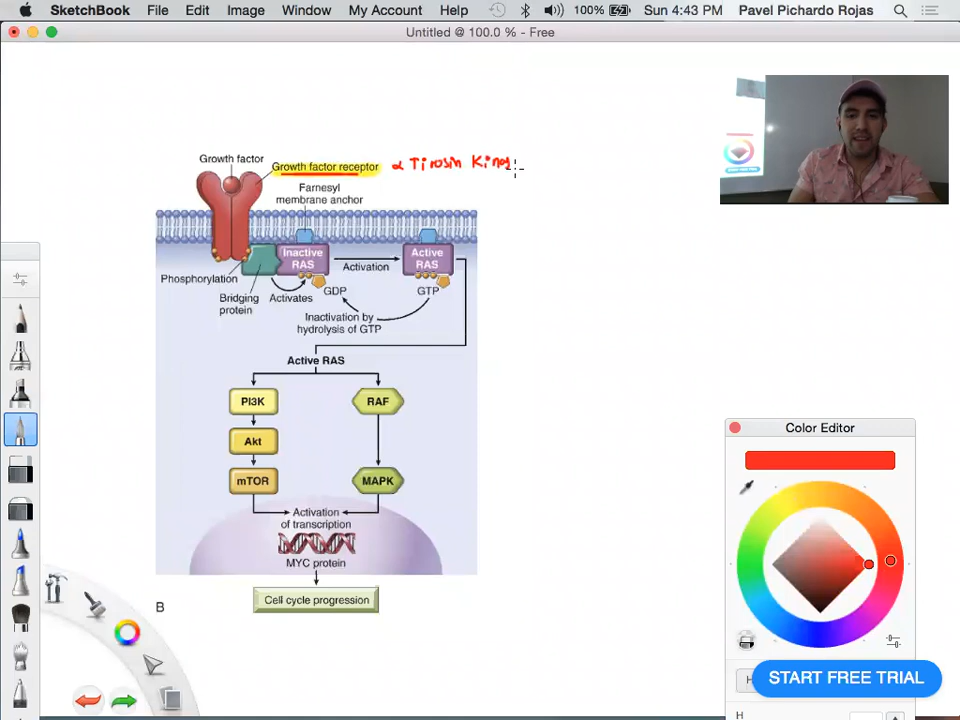 SketchBook File Edit Image Window My Account Help 100% Sun 4:43 PM Pavel Pichardo Rojas
Untitled @ 100.0 % - Free
Growth factor
Growth factor receptor
α Tirosin Kinas
Farnesyl
membrane anchor
Inactive
RAS
Activation
Active
RAS
Phosphorylation
Bridging
protein
Activates
GDP
GTP
Inactivation by
hydrolysis of GTP
Active RAS
PI3K
RAF
Akt
mTOR
MAPK
Activation
of transcription
MYC protein
Cell cycle progression
B
Color Editor
START FREE TRIAL
H
H